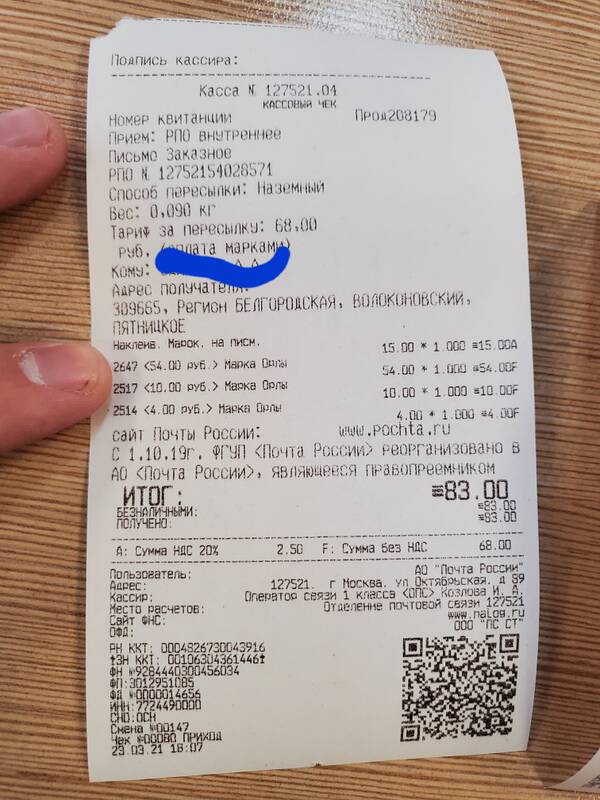 Подпись кассира:
Касса № 127521.04
КАССОВЫЙ ЧЕК
Номер квитанции Прод208179
Прием: РПО внутреннее
Письмо Заказное
РПО № 12752154028571
Способ пересылки: Наземный
Вес: 0,090 кг
Тариф за пересылку: 68,00
руб. (оплата марками)
Кому:
Адрес получателя:
309665, Регион БЕЛГОРОДСКАЯ, ВОЛОКОНОВСКИЙ,
ПЯТНИЦКОЕ
Наклеив. Марок. на писм. 15.00 * 1.000 =15.00A
2647 <54.00 руб.> Марка Орлы 54.00 * 1.000 =54.00F
2517 <10.00 руб.> Марка Орлы 10.00 * 1.000 =10.00F
2514 <4.00 руб.> Марка Орлы 4.00 * 1.000 =4.00F
сайт Почты России: www.pochta.ru
С 1.10.19г. ФГУП <Почта России> реорганизовано в
АО <Почта России>, являющееся правопреемником
ИТОГ: =83.00
БЕЗНАЛИЧНЫМИ: =83.00
ПОЛУЧЕНО: =83.00
A: Сумма НДС 20% 2.50 F: Сумма без НДС 68.00
Пользователь: АО "Почта России"
Адрес: 127521. г Москва. ул Октябрьская. д 89
Кассир: Оператор связи 1 класса <ОПС> Козлова И. А.
Место расчетов: Отделение почтовой связи 127521
Сайт ФНС: www.nalog.ru
ОФД: ООО "ПС СТ"
РН ККТ: 0004826730043916
ЗН ККТ: 0010630436144б
ФН №9284440300456034
ФП:3012951085
ФД №0000014656
ИНН:7724490000
СНО:ОСН
Смена №00147
Чек №00080 ПРИХОД
23.03.21 18:07